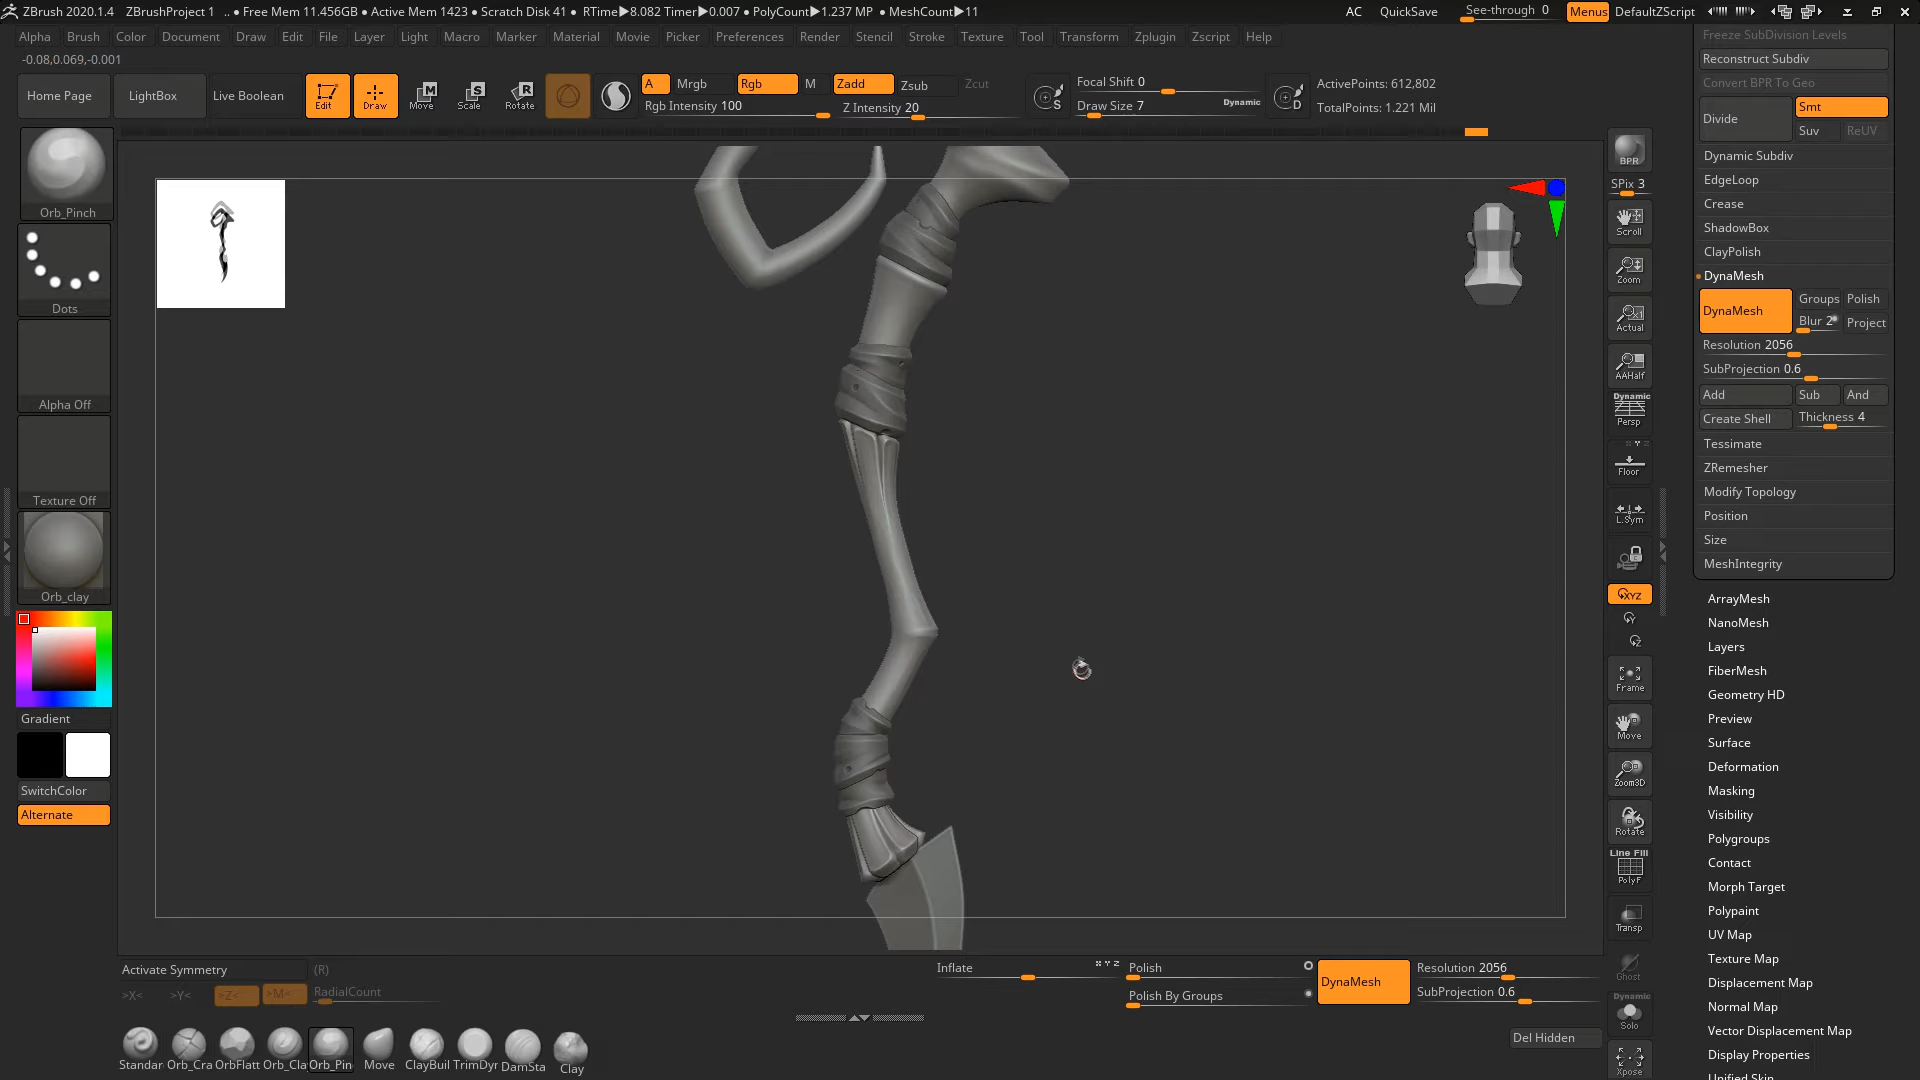 ZBrush 2020.1.4 ZBrushProject 1 .. • Free Mem 11.456GB • Active Mem 1423 • Scratch Disk 41 • RTime▶8.082 Timer▶0.007 • PolyCount▶1.237 MP • MeshCount▶11 AC QuickSave See-through 0 Menus DefaultZScript
Alpha Brush Color Document Draw Edit File Layer Light Macro Marker Material Movie Picker Preferences Render Stencil Stroke Texture Tool Transform Zplugin Zscript Help
-0.08,0.069,-0.001
Home Page LightBox Live Boolean Edit Draw Move Scale Rotate
A Mrgb Rgb M Zadd Zsub Zcut
Rgb Intensity 100 Z Intensity 20
S Focal Shift 0
Draw Size 7 Dynamic
D ActivePoints: 612,802
TotalPoints: 1.221 Mil
Orb_Pinch
Dots
Alpha Off
Texture Off
Orb_clay
Gradient
SwitchColor
Alternate
BPR
SPix 3
Scroll
Zoom
Actual
AAHalf
Dynamic
Persp
Floor
L.Sym
XYZ
Y
Z
Frame
Move
Zoom3D
Rotate
Line Fill
PolyF
Transp
Ghost
Dynamic
Solo
Xpose
Freeze SubDivision Levels
Reconstruct Subdiv
Convert BPR To Geo
Divide Smt
Suv ReUV
Dynamic Subdiv
EdgeLoop
Crease
ShadowBox
ClayPolish
DynaMesh
DynaMesh Groups Polish
Blur 2 Project
Resolution 2056
SubProjection 0.6
Add Sub And
Create Shell Thickness 4
Tessimate
ZRemesher
Modify Topology
Position
Size
MeshIntegrity
ArrayMesh
NanoMesh
Layers
FiberMesh
Geometry HD
Preview
Surface
Deformation
Masking
Visibility
Polygroups
Contact
Morph Target
Polypaint
UV Map
Texture Map
Displacement Map
Normal Map
Vector Displacement Map
Display Properties
Unified Skin
Activate Symmetry (R)
>X< >Y< >Z< >M< RadialCount
Inflate X Y Z Polish
Polish By Groups
DynaMesh Resolution 2056
SubProjection 0.6
Del Hidden
Standar Orb_Cra OrbFlatt Orb_Cla Orb_Pin Move ClayBuil TrimDyr DamSta Clay